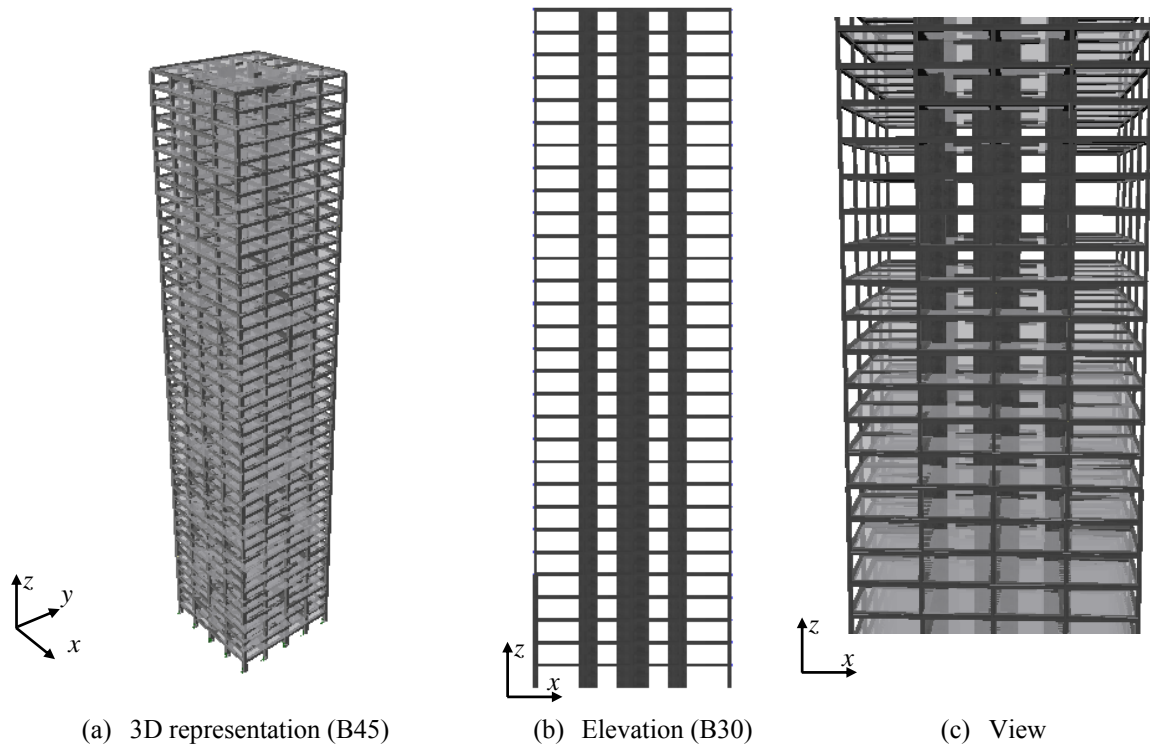 z
y
x
z
x
z
x
(a) 3D representation (B45)
(b) Elevation (B30)
(c) View